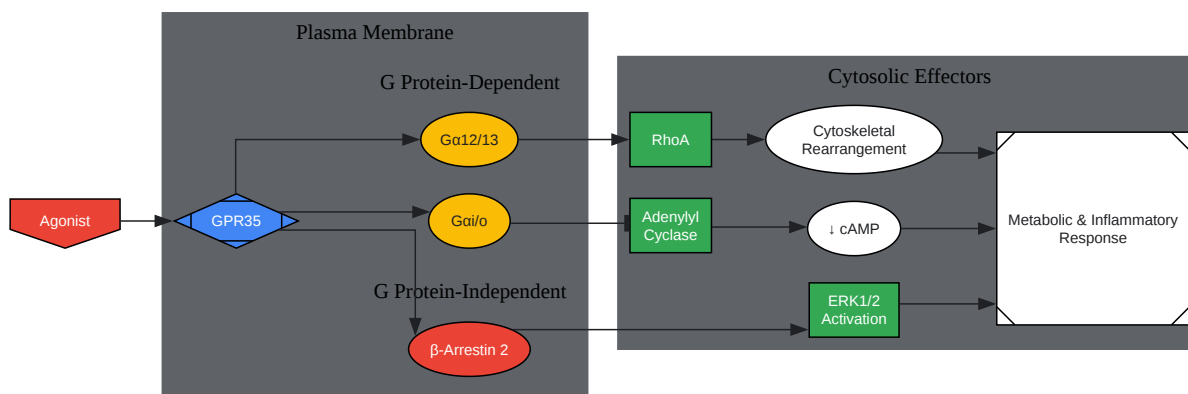 Plasma Membrane
Cytosolic Effectors
G Protein-Dependent
Gα12/13
RhoA
Cytoskeletal
Rearrangement
Agonist
GPR35
Gαi/o
Adenylyl
Cyclase
↓ cAMP
Metabolic & Inflammatory
Response
G Protein-Independent
β-Arrestin 2
ERK1/2
Activation